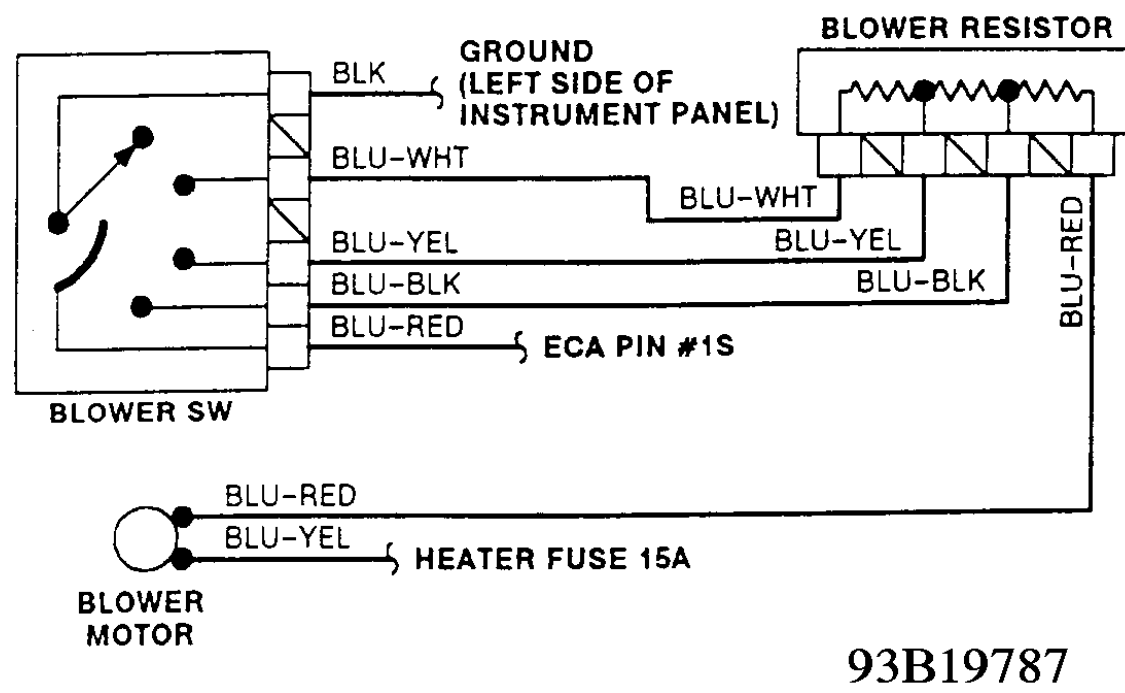 BLOWER RESISTOR
GROUND
(LEFT SIDE OF
INSTRUMENT PANEL)
BLK
BLU-WHT
BLU-WHT
BLU-YEL
BLU-YEL
BLU-BLK
BLU-BLK
BLU-RED
BLU-RED
ECA PIN #1S
BLOWER SW
BLU-RED
BLU-YEL
HEATER FUSE 15A
BLOWER
MOTOR
93B19787